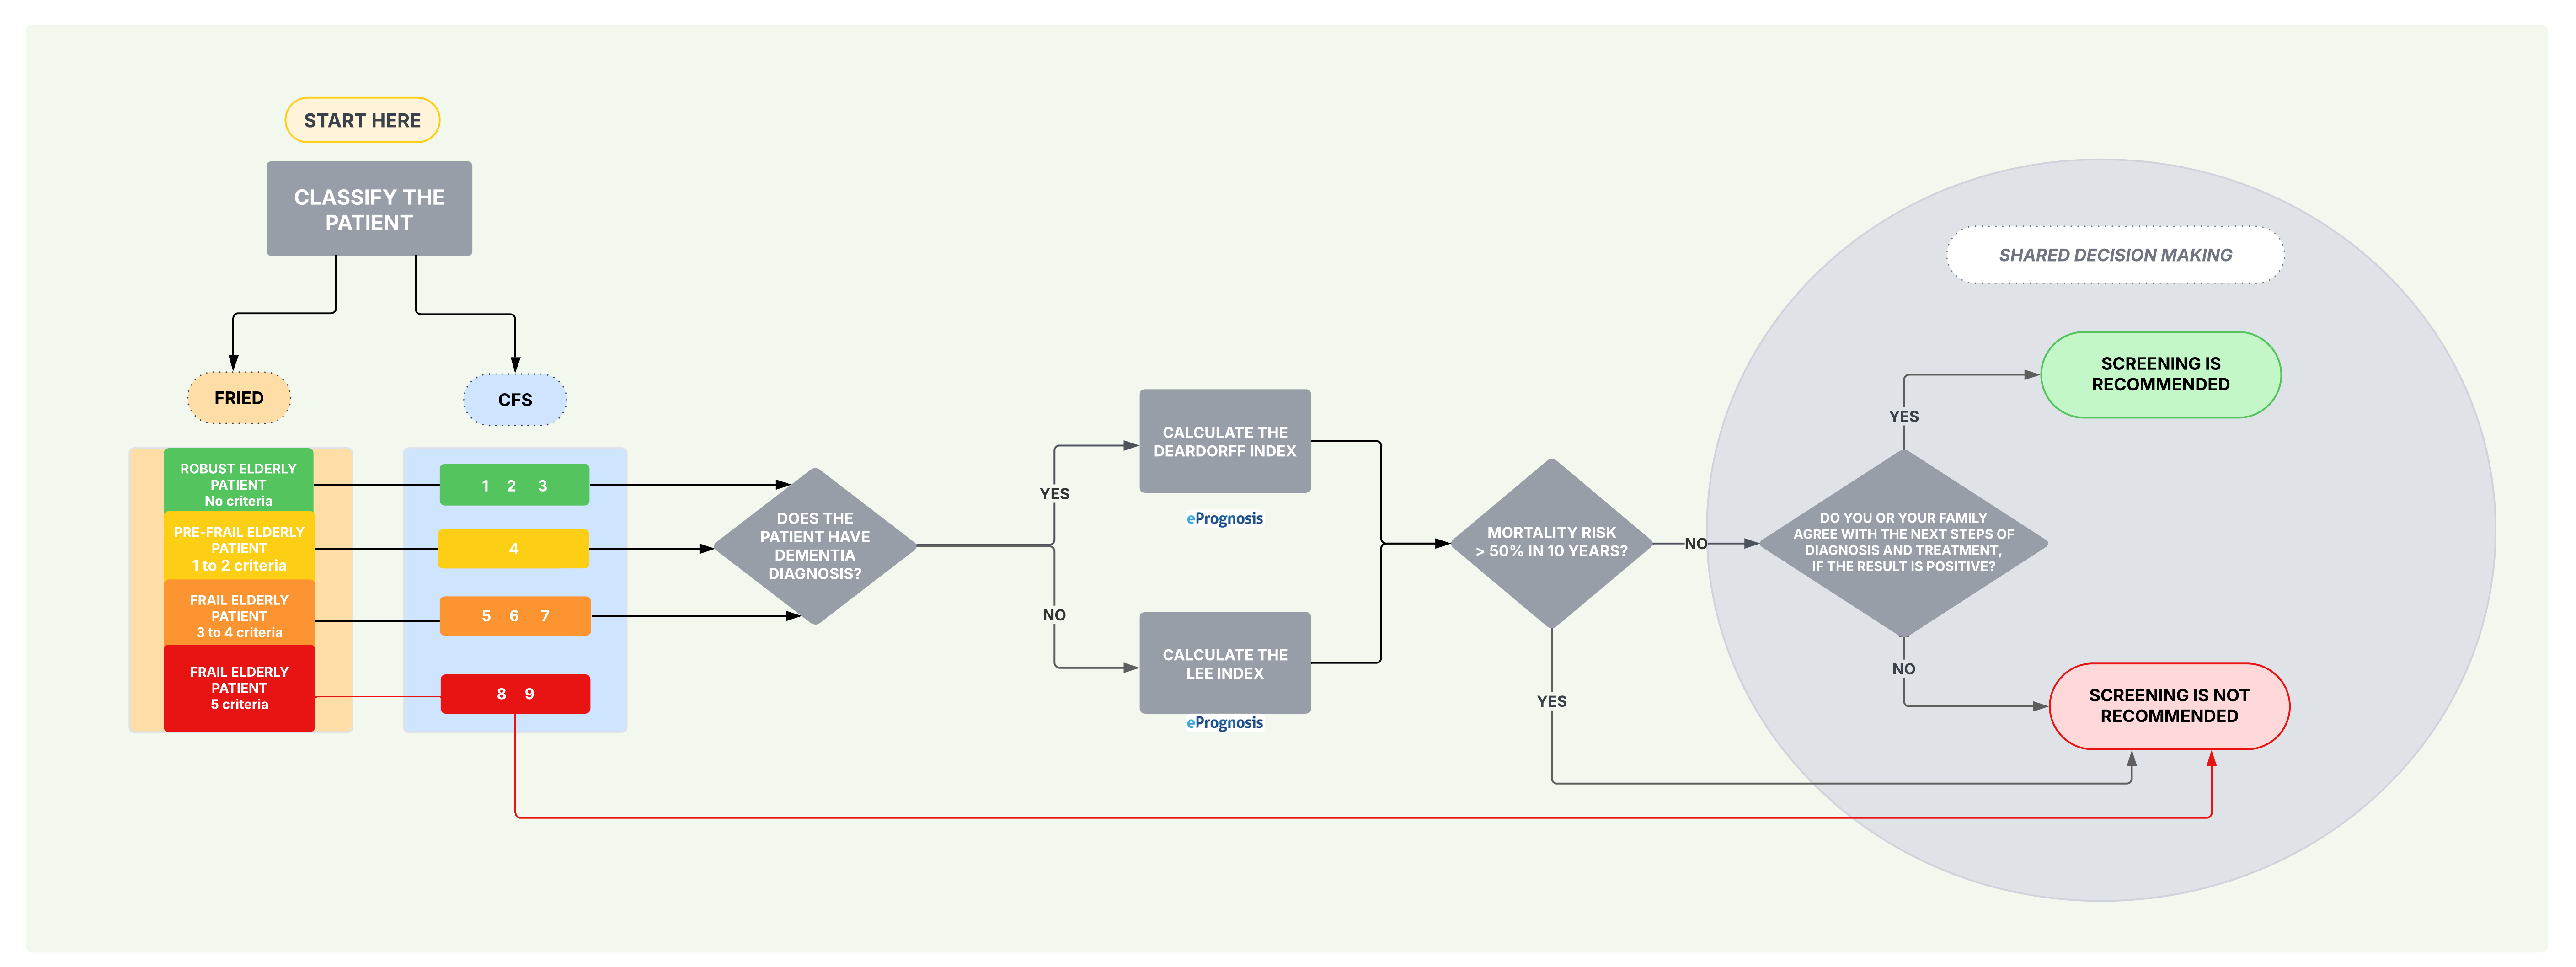 START HERE
CLASSIFY THE
PATIENT
FRIED
CFS
ROBUST ELDERLY
PATIENT
No criteria
PRE-FRAIL ELDERLY
PATIENT
1 to 2 criteria
FRAIL ELDERLY
PATIENT
3 to 4 criteria
FRAIL ELDERLY
PATIENT
5 criteria
1 2 3
4
5 6 7
8 9
DOES THE
PATIENT HAVE
DEMENTIA
DIAGNOSIS?
YES
NO
CALCULATE THE
DEARDORFF INDEX
ePrognosis
CALCULATE THE
LEE INDEX
ePrognosis
MORTALITY RISK
> 50% IN 10 YEARS?
NO
YES
SHARED DECISION MAKING
DO YOU OR YOUR FAMILY
AGREE WITH THE NEXT STEPS OF
DIAGNOSIS AND TREATMENT,
IF THE RESULT IS POSITIVE?
YES
NO
SCREENING IS
RECOMMENDED
SCREENING IS NOT
RECOMMENDED